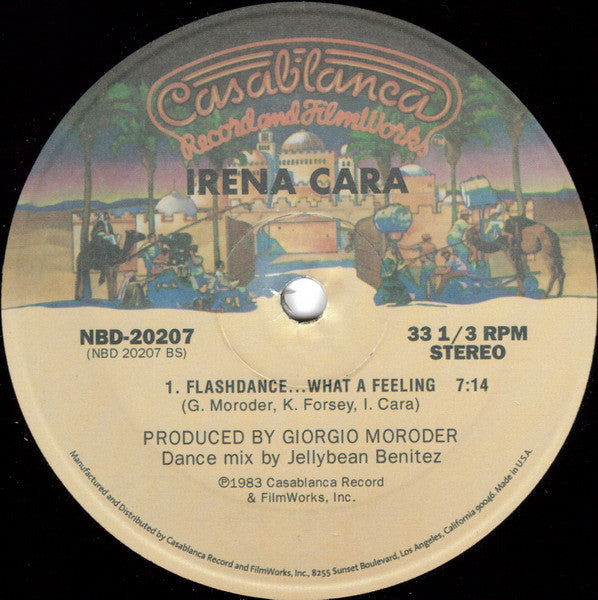 Casablanca
Record and FilmWorks
IRENA CARA
NBD-20207
(NBD 20207 BS)
33 1/3 RPM
STEREO
1. FLASHDANCE...WHAT A FEELING 7:14
(G. Moroder, K. Forsey, I. Cara)
PRODUCED BY GIORGIO MORODER
Dance mix by Jellybean Benitez
℗1983 Casablanca Record
& FilmWorks, Inc.
Manufactured and Distributed by Casablanca Record and FilmWorks, Inc., 8255 Sunset Boulevard, Los Angeles, California 90046 Made in U.S.A.